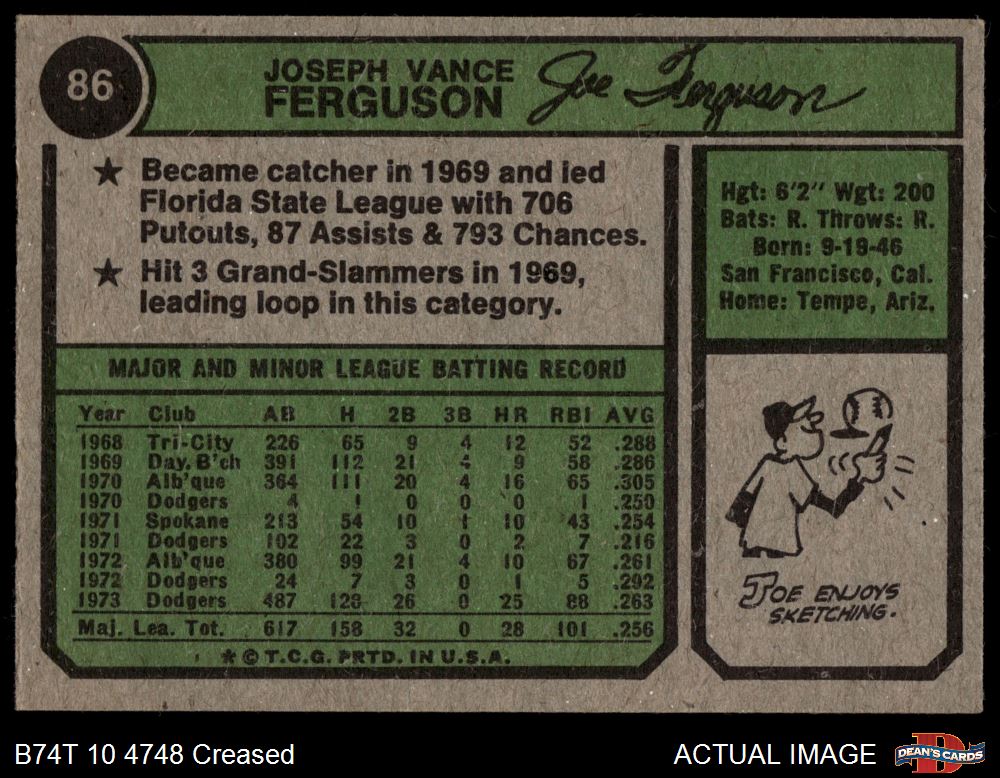 86
JOSEPH VANCE
FERGUSON
Joe Ferguson
★ Became catcher in 1969 and led
Florida State League with 706
Putouts, 87 Assists & 793 Chances.
★ Hit 3 Grand-Slammers in 1969,
leading loop in this category.
Hgt: 6'2" Wgt: 200
Bats: R. Throws: R.
Born: 9-19-46
San Francisco, Cal.
Home: Tempe, Ariz.
MAJOR AND MINOR LEAGUE BATTING RECORD
Year Club AB H 2B 3B HR RBI AVG
1968 Tri-City 226 65 9 4 12 52 .288
1969 Day. B'ch 391 112 21 4 9 58 .286
1970 Alb'que 364 111 20 4 16 65 .305
1970 Dodgers 4 1 0 0 0 1 .250
1971 Spokane 213 54 10 1 10 43 .254
1971 Dodgers 102 22 3 0 2 7 .216
1972 Alb'que 380 99 21 4 10 67 .261
1972 Dodgers 24 7 3 0 1 5 .292
1973 Dodgers 487 128 26 0 25 88 .263
Maj. Lea. Tot. 617 158 32 0 28 101 .256
* © T.C.G. PRTD. IN U.S.A.
JOE ENJOYS
SKETCHING.
B74T 10 4748 Creased
ACTUAL IMAGE
DEAN'S CARDS